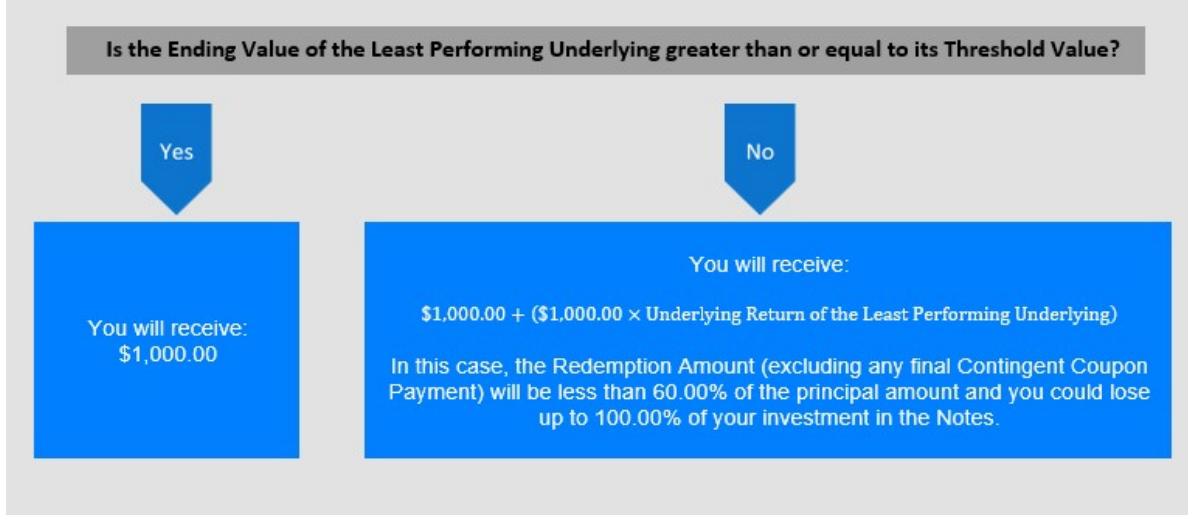 Is the Ending Value of the Least Performing Underlying greater than or equal to its Threshold Value?
Yes
No
You will receive:
$1,000.00
You will receive:
$1,000.00 + ($1,000.00 × Underlying Return of the Least Performing Underlying)
In this case, the Redemption Amount (excluding any final Contingent Coupon
Payment) will be less than 60.00% of the principal amount and you could lose
up to 100.00% of your investment in the Notes.